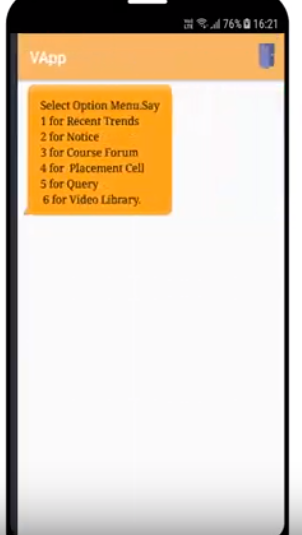 76% 16:21
VApp
Select Option Menu.Say
1 for Recent Trends
2 for Notice
3 for Course Forum
4 for Placement Cell
5 for Query
6 for Video Library.